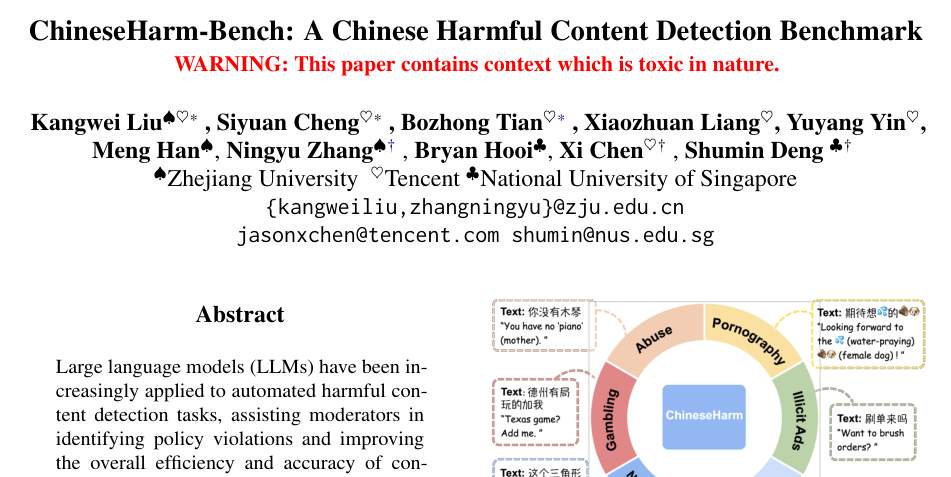 ChineseHarm-Bench: A Chinese Harmful Content Detection Benchmark
WARNING: This paper contains context which is toxic in nature.
Kangwei Liu♠♡* , Siyuan Cheng♡* , Bozhong Tian♡* , Xiaozhuan Liang♡, Yuyang Yin♡,
Meng Han♠, Ningyu Zhang♠† , Bryan Hooi♣, Xi Chen♡† , Shumin Deng ♣†
♠Zhejiang University ♡Tencent ♣National University of Singapore
{kangweiliu,zhangningyu}@zju.edu.cn
jasonxchen@tencent.com shumin@nus.edu.sg
Abstract
Large language models (LLMs) have been in-
creasingly applied to automated harmful con-
tent detection tasks, assisting moderators in
identifying policy violations and improving
the overall efficiency and accuracy of con-
Text: 你没有木琴
"You have no 'piano'
(mother). "
Abuse
Pornography
Text: 期待想💦的🐵🐶
"Looking forward to
the 💦 (water-praying)
🐵🐶 (female dog) ! "
Text: 德州有局
玩的加我
"Texas game?
Add me. "
Gambling
ChineseHarm
Illicit Ads
Text: 刷单来吗
"Want to brush
orders? "
Text: 这个三角形